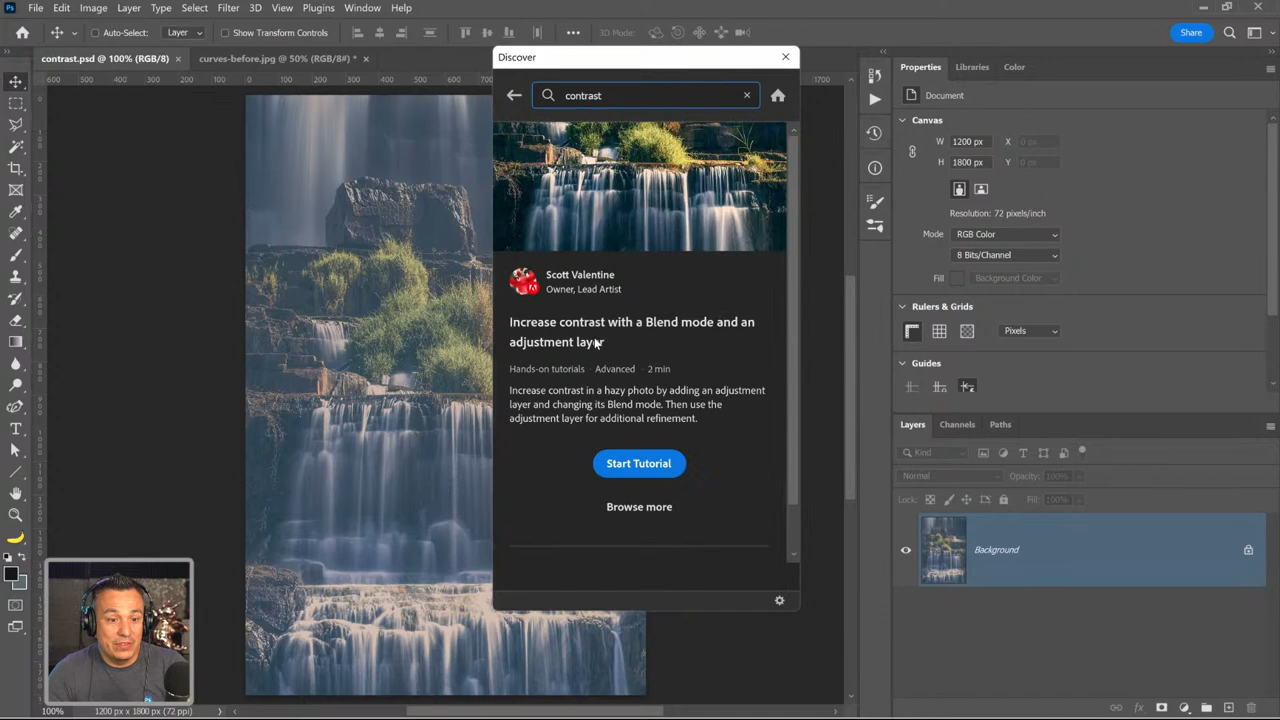 Ps File Edit Image Layer Type Select Filter 3D View Plugins Window Help
Auto-Select: Layer Show Transform Controls 3D Mode: Share
contrast.psd @ 100% (RGB/8) × curves-before.jpg @ 50% (RGB/8#) * ×
Discover
contrast
Scott Valentine
Owner, Lead Artist
Increase contrast with a Blend mode and an
adjustment layer
Hands-on tutorials · Advanced · 2 min
Increase contrast in a hazy photo by adding an adjustment
layer and changing its Blend mode. Then use the
adjustment layer for additional refinement.
Start Tutorial
Browse more
Properties Libraries Color
Document
Canvas
W 1200 px X 0 px
H 1800 px Y 0 px
Resolution: 72 pixels/inch
Mode RGB Color
8 Bits/Channel
Fill Background Color
Rulers & Grids
Pixels
Guides
Layers Channels Paths
Kind
Normal Opacity: 100%
Lock: Fill: 100%
Background
100% 1200 px x 1800 px (72 ppi)